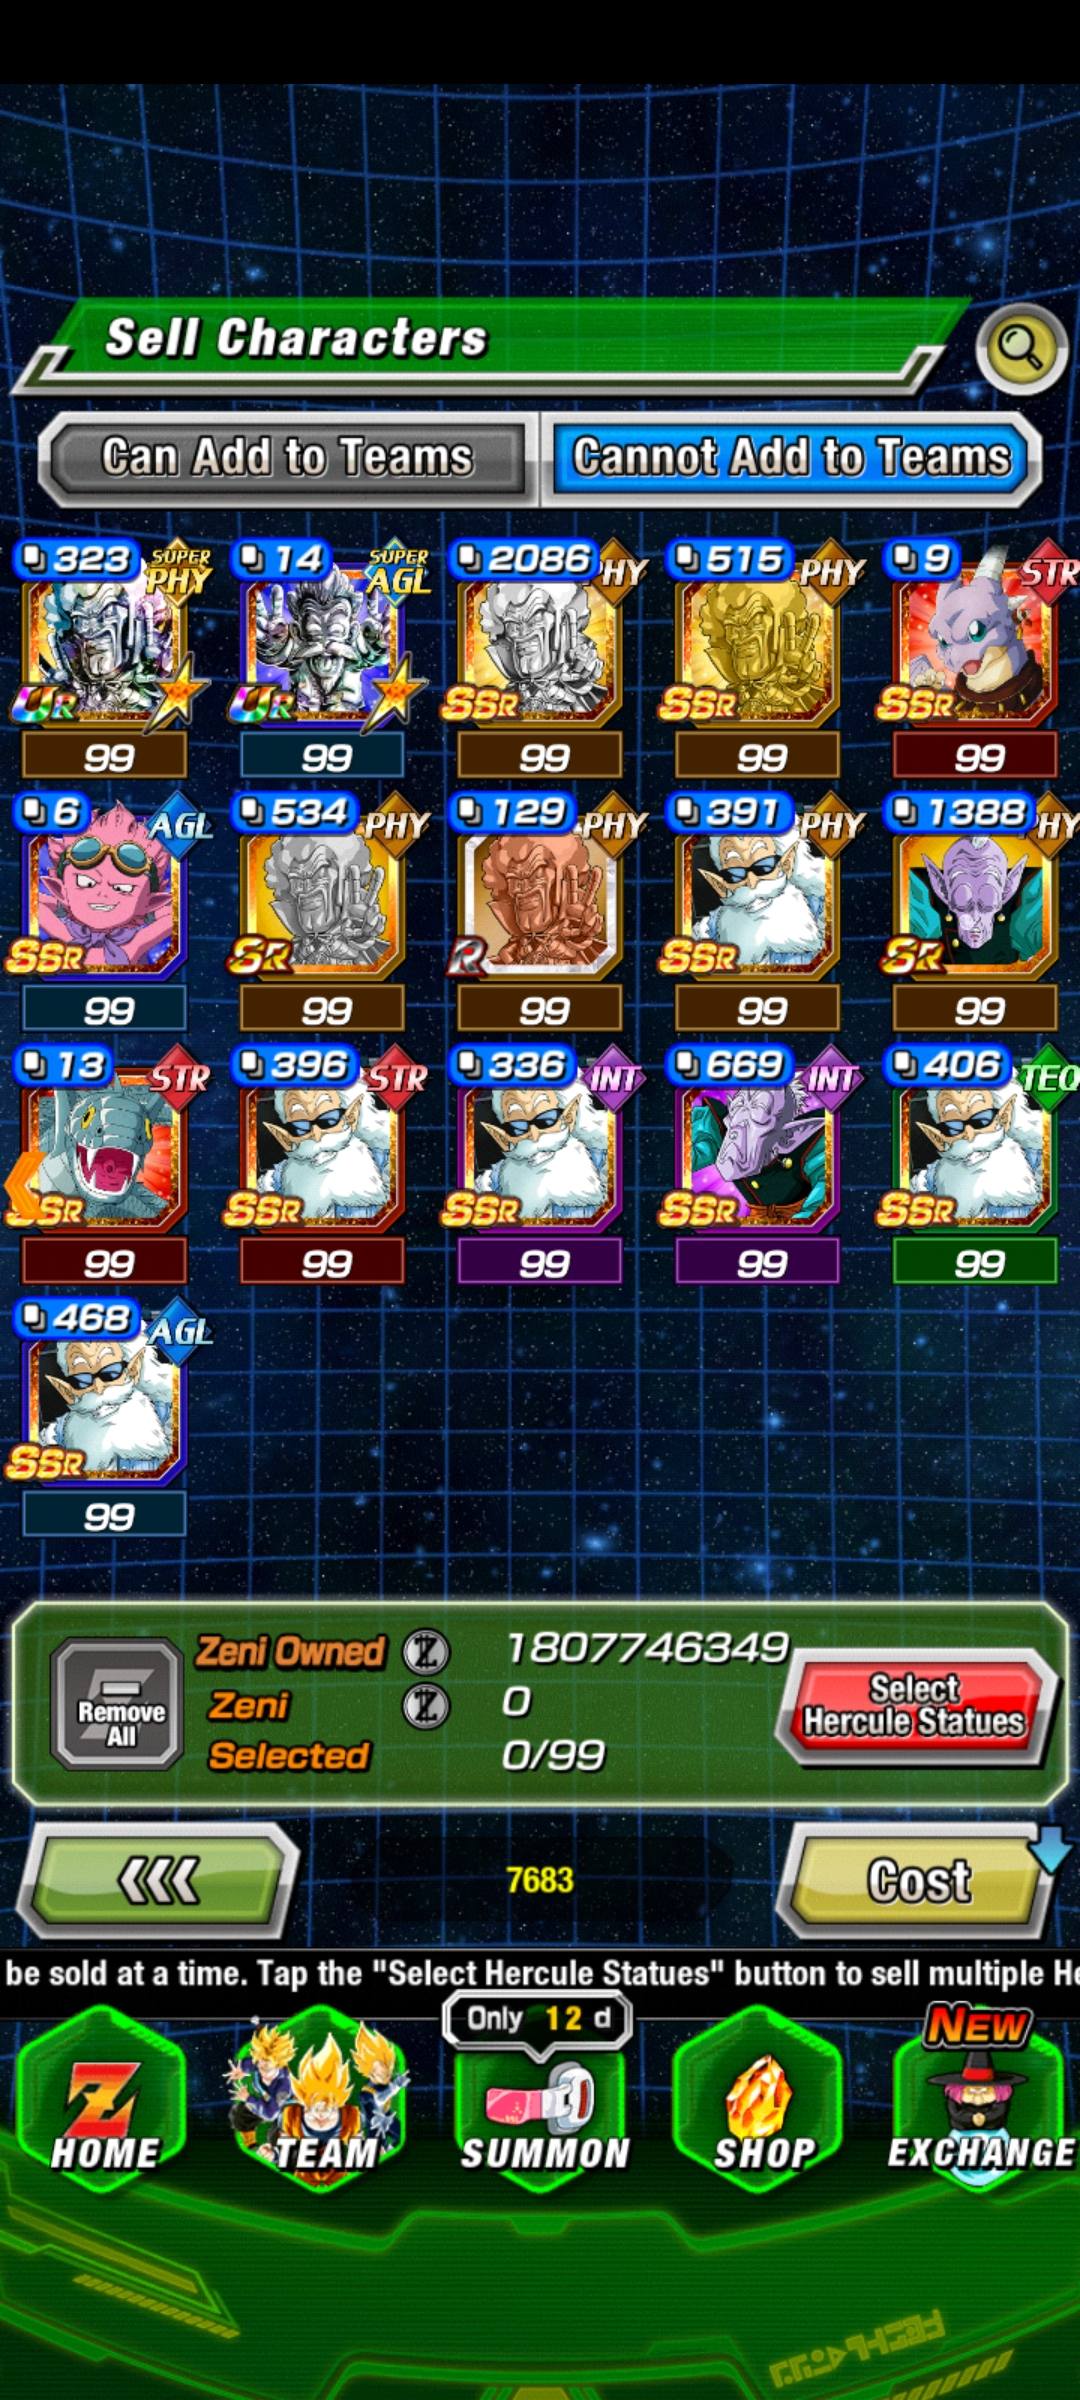 Sell Characters
Can Add to Teams Cannot Add to Teams
323 SUPER PHY 14 SUPER AGL 2086 PHY 515 PHY 9 STR
UR UR SSR SSR SSR
99 99 99 99 99
6 AGL 534 PHY 129 PHY 391 PHY 1388 PHY
SSR SR R SSR SR
99 99 99 99 99
13 STR 396 STR 336 INT 669 INT 406 TEQ
SSR SSR SSR SSR SSR
99 99 99 99 99
468 AGL
SSR
99
Remove All
Zeni Owned Z 1807746349
Zeni Z 0
Selected 0/99
Select Hercule Statues
7683
Cost
be sold at a time. Tap the "Select Hercule Statues" button to sell multiple He
Only 12 d
NEW
HOME TEAM SUMMON SHOP EXCHANGE